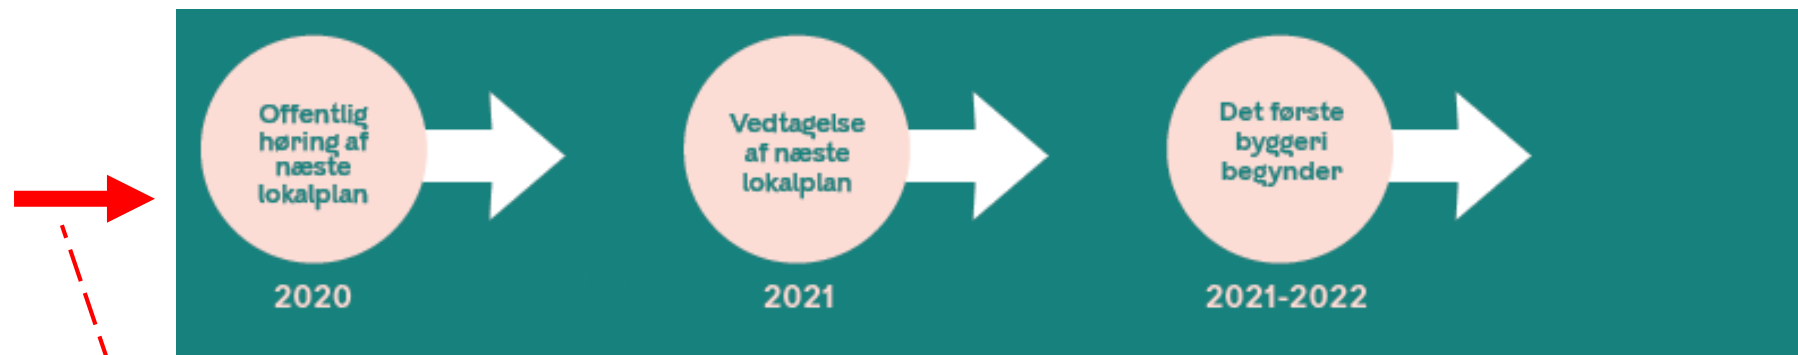 Offentlig
høring af
næste
lokalplan
2020
Vedtagelse
af næste
lokalplan
2021
Det første
byggeri
begynder
2021-2022